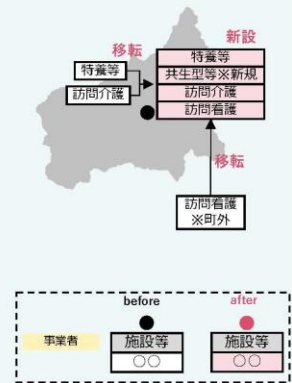 新設
移転
特養等
特養等
共生型等※新規
訪問介護
訪問介護
訪問看護
移転
訪問看護
※町外
before
after
事業者
施設等
施設等
○○
○○